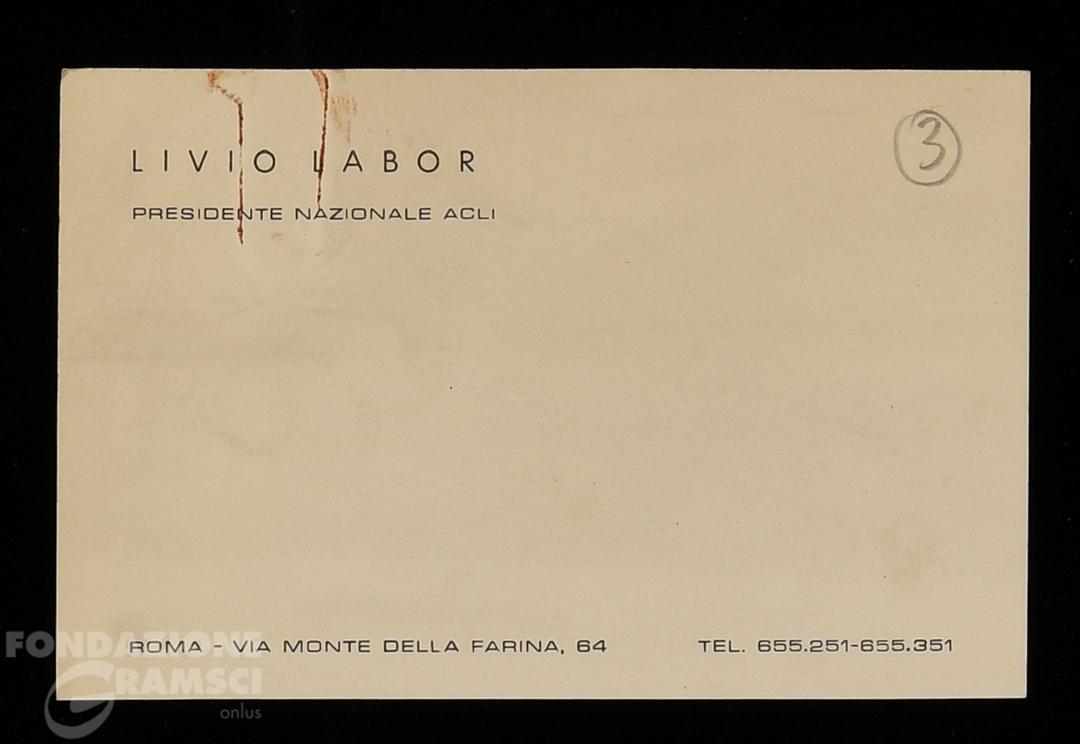 3
LIVIO LABOR
PRESIDENTE NAZIONALE ACLI
ROMA - VIA MONTE DELLA FARINA, 64 TEL. 655.251-655.351
FONDAZIONE
GRAMSCI
onlus